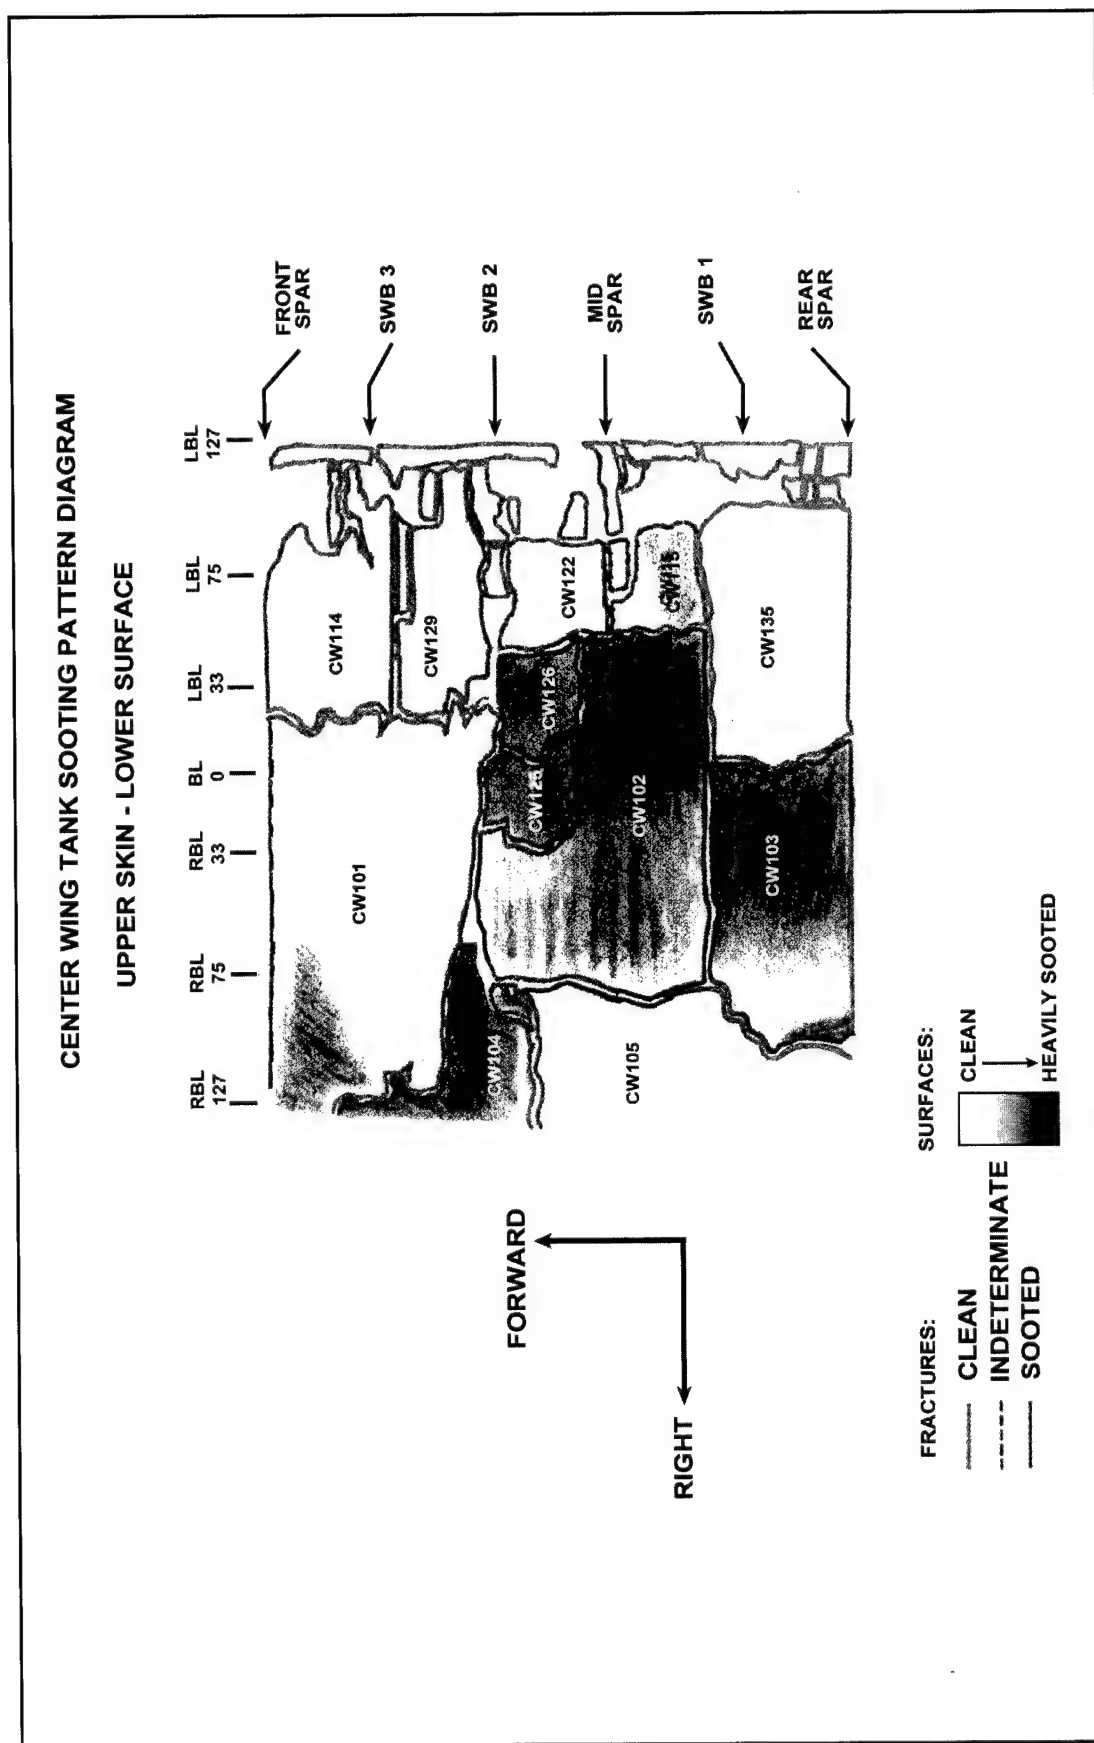 CENTER WING TANK SOOTING PATTERN DIAGRAM
UPPER SKIN - LOWER SURFACE
RBL
127
RBL
75
RBL
33
BL
0
LBL
33
LBL
75
LBL
127
FRONT
SPAR
SWB 3
SWB 2
MID
SPAR
SWB 1
REAR
SPAR
CW101
CW114
CW129
CW104
CW125
CW126
CW122
CW102
CW115
CW105
CW103
CW135
FORWARD
RIGHT
FRACTURES:
CLEAN
INDETERMINATE
SOOTED
SURFACES:
CLEAN
HEAVILY SOOTED